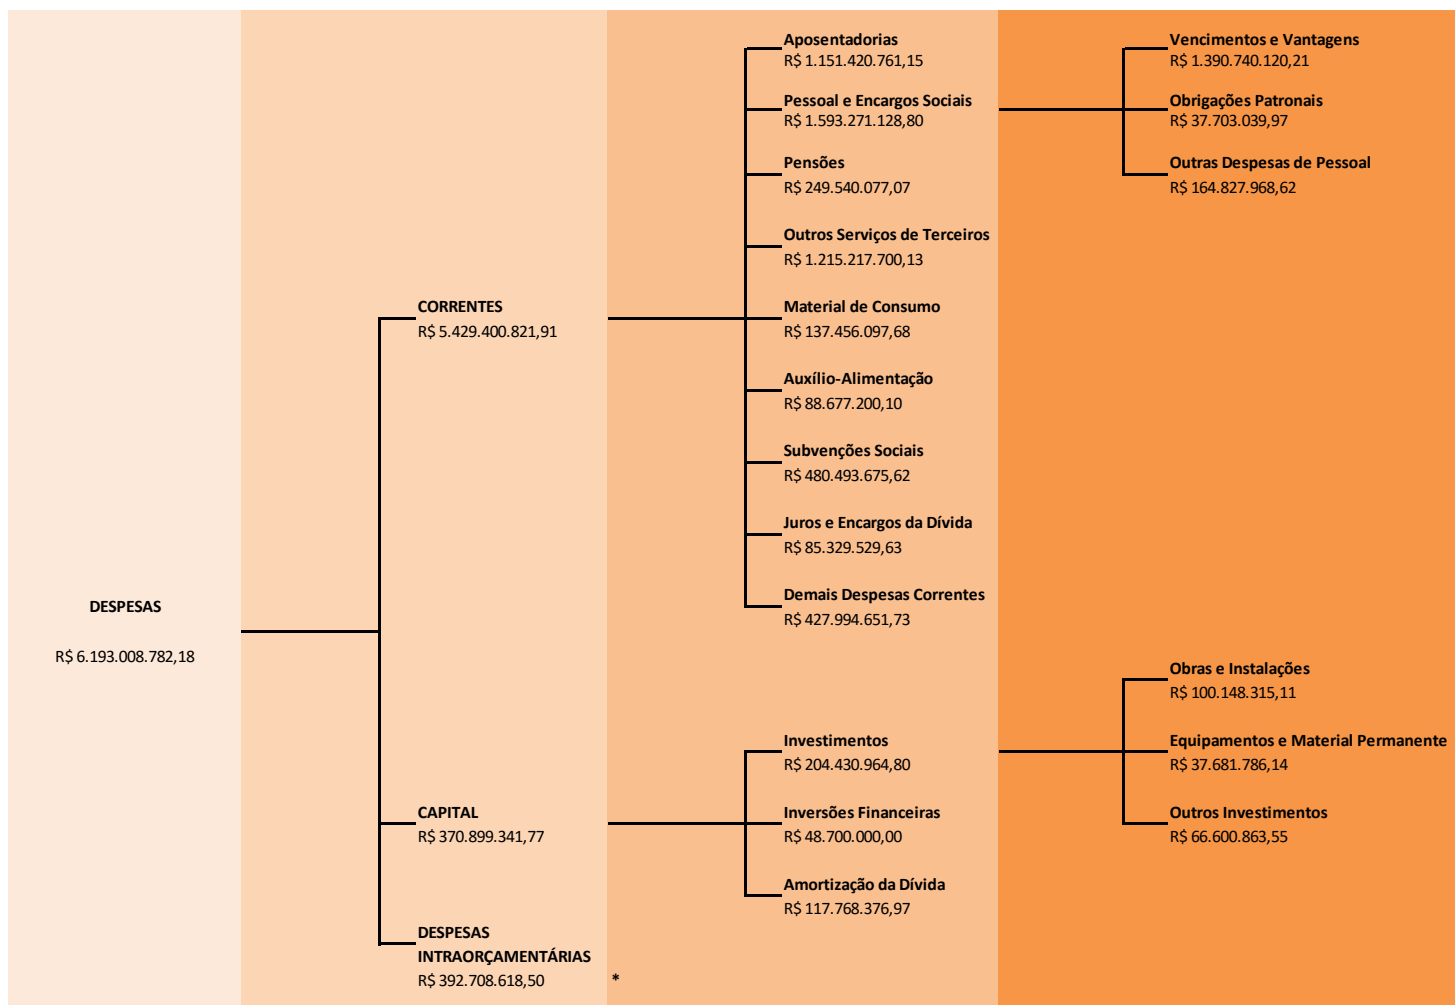 DESPESAS
R$ 6.193.008.782,18
CORRENTES
R$ 5.429.400.821,91
CAPITAL
R$ 370.899.341,77
DESPESAS
INTRAORÇAMENTÁRIAS
R$ 392.708.618,50 *
Aposentadorias
R$ 1.151.420.761,15
Pessoal e Encargos Sociais
R$ 1.593.271.128,80
Pensões
R$ 249.540.077,07
Outros Serviços de Terceiros
R$ 1.215.217.700,13
Material de Consumo
R$ 137.456.097,68
Auxílio-Alimentação
R$ 88.677.200,10
Subvenções Sociais
R$ 480.493.675,62
Juros e Encargos da Dívida
R$ 85.329.529,63
Demais Despesas Correntes
R$ 427.994.651,73
Investimentos
R$ 204.430.964,80
Inversões Financeiras
R$ 48.700.000,00
Amortização da Dívida
R$ 117.768.376,97
Vencimentos e Vantagens
R$ 1.390.740.120,21
Obrigações Patronais
R$ 37.703.039,97
Outras Despesas de Pessoal
R$ 164.827.968,62
Obras e Instalações
R$ 100.148.315,11
Equipamentos e Material Permanente
R$ 37.681.786,14
Outros Investimentos
R$ 66.600.863,55